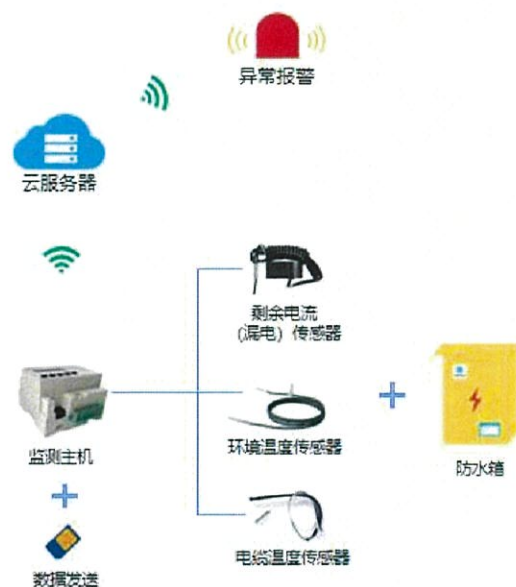 异常报警
云服务器
剩余电流
(漏电）传感器
监测主机
环境温度传感器
防水箱
数据发送
电缆温度传感器